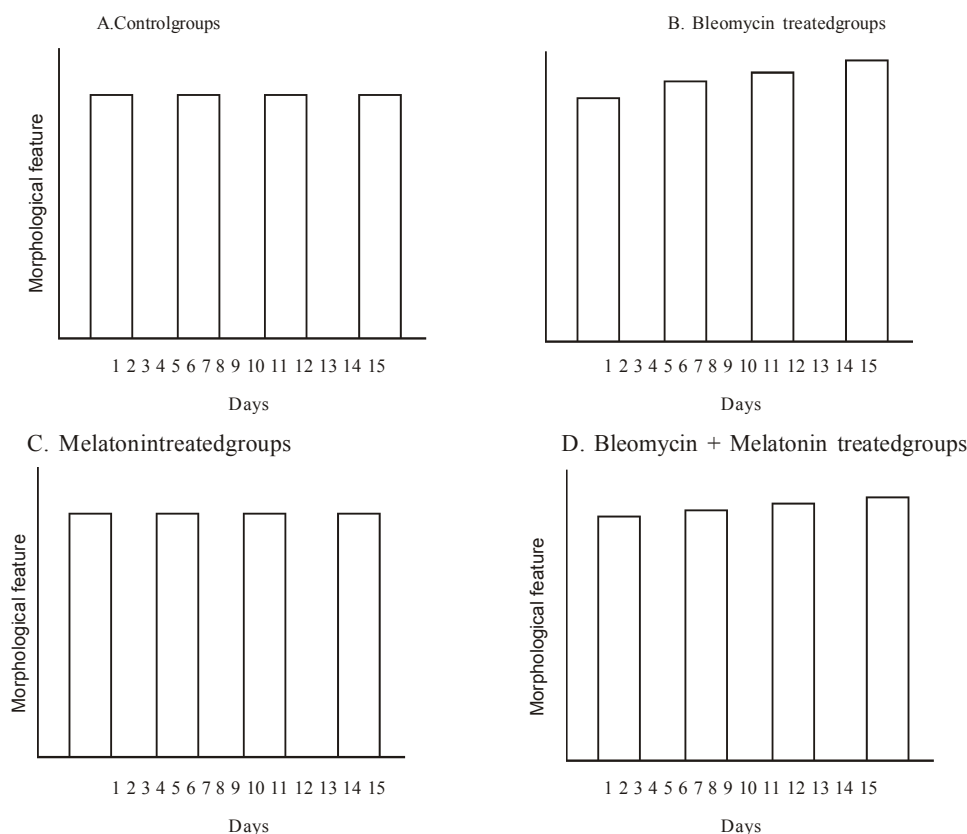 A.Controlgroups
B. Bleomycin treatedgroups
Morphological feature
1 2 3 4 5 6 7 8 9 10 11 12 13 14 15
Days
1 2 3 4 5 6 7 8 9 10 11 12 13 14 15
Days
C. Melatonintreatedgroups
D. Bleomycin + Melatonin treatedgroups
Morphological feature
1 2 3 4 5 6 7 8 9 10 11 12 13 14 15
Days
Morphological feature
1 2 3 4 5 6 7 8 9 10 11 12 13 14 15
Days